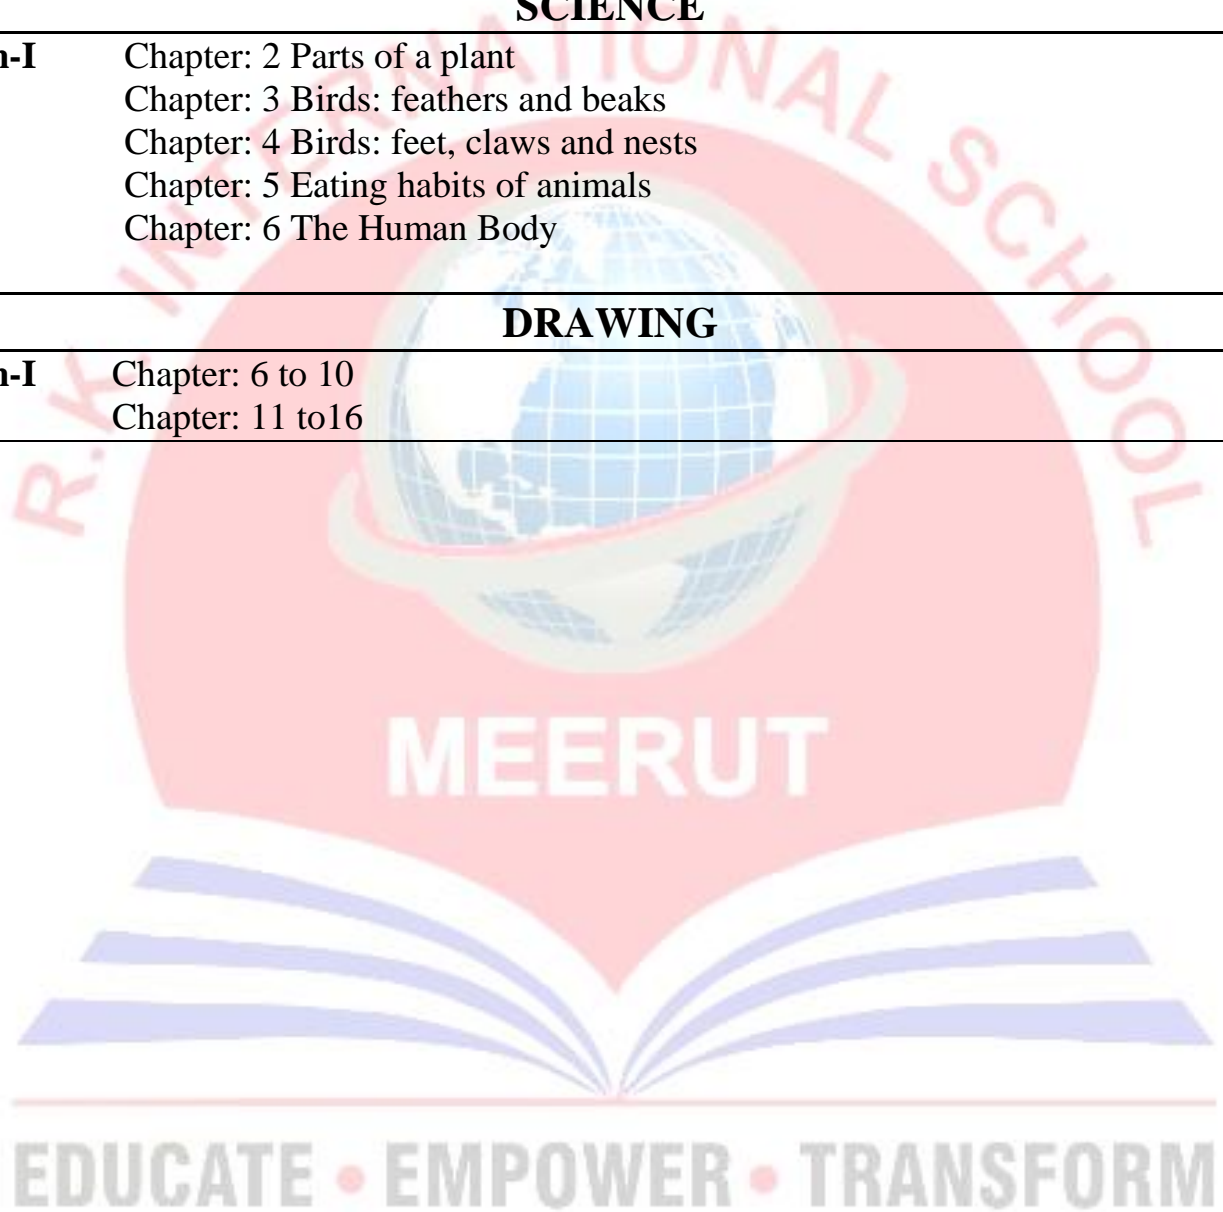 SCIENCE
n-I Chapter: 2 Parts of a plant
Chapter: 3 Birds: feathers and beaks
Chapter: 4 Birds: feet, claws and nests
Chapter: 5 Eating habits of animals
Chapter: 6 The Human Body
DRAWING
n-I Chapter: 6 to 10
Chapter: 11 to16
R.K. INTERNATIONAL SCHOOL
MEERUT
EDUCATE • EMPOWER • TRANSFORM